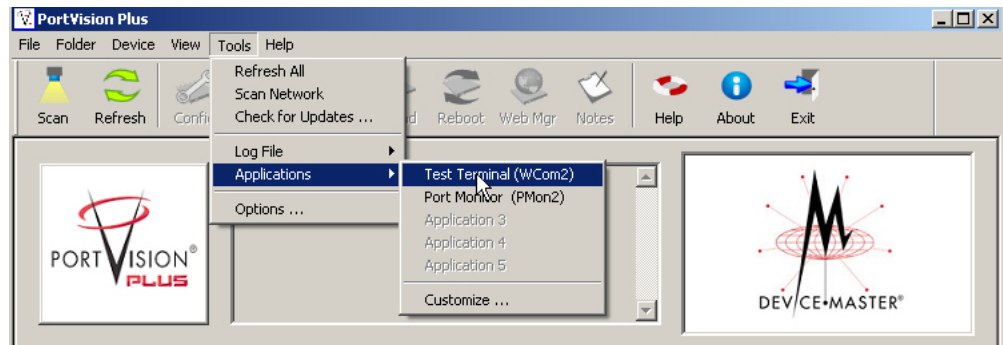 PortVision Plus
File Folder Device View Tools Help
Scan Refresh Reboot Web Mgr Notes Help About Exit
Refresh All
Scan Network
Check for Updates ...
Log File
Applications
Options ...
Test Terminal (WCom2)
Port Monitor (PMon2)
Application 3
Application 4
Application 5
Customize ...
PORTVISION®
PLUS
DEVICE•MASTER®